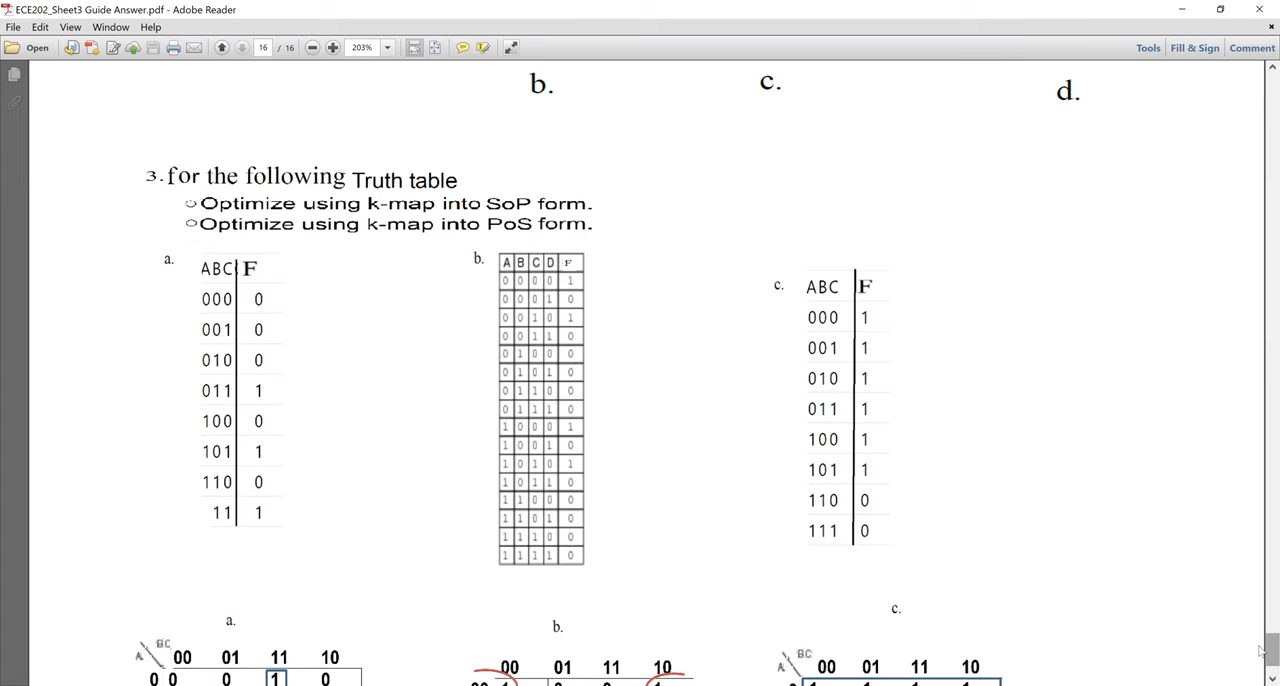 ECE202_Sheet3 Guide Answer.pdf - Adobe Reader
File Edit View Window Help
Open 16 / 16 203% Tools Fill & Sign Comment
b. c. d.
3. for the following Truth table
Optimize using k-map into SoP form.
Optimize using k-map into PoS form.
a.
ABC F
000 0
001 0
010 0
011 1
100 0
101 1
110 0
11 1
b.
A B C D F
0 0 0 0 1
0 0 0 1 0
0 0 1 0 1
0 0 1 1 0
0 1 0 0 0
0 1 0 1 0
0 1 1 0 0
0 1 1 1 0
1 0 0 0 1
1 0 0 1 0
1 0 1 0 1
1 0 1 1 0
1 1 0 0 0
1 1 0 1 0
1 1 1 0 0
1 1 1 1 0
c.
ABC F
000 1
001 1
010 1
011 1
100 1
101 1
110 0
111 0
a.
BC
A 00 01 11 10
0 0 0 1 0
b.
00 01 11 10
c.
BC
A 00 01 11 10